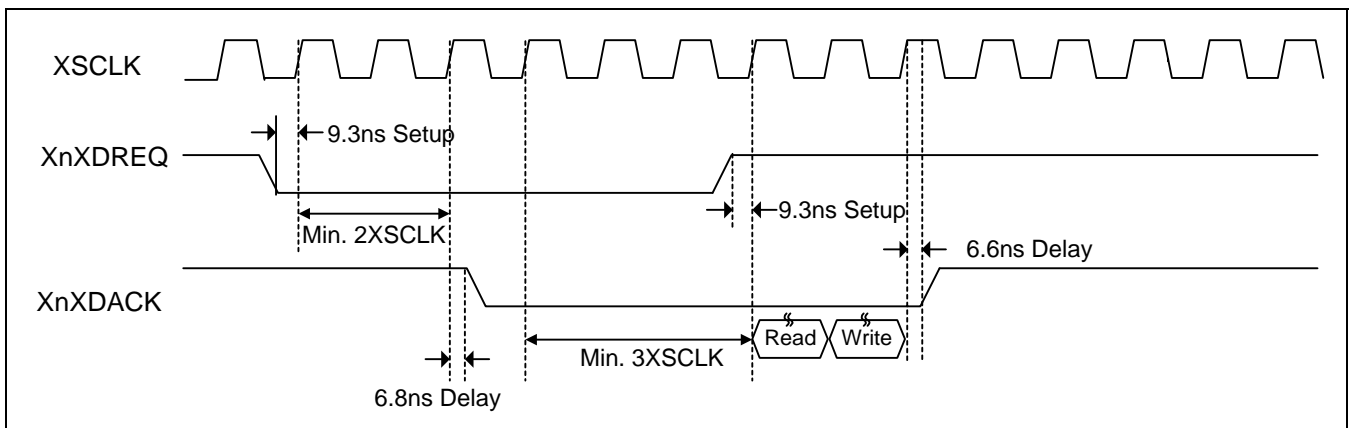 XSCLK
9.3ns Setup
XnXDREQ
9.3ns Setup
Min. 2XSCLK
6.6ns Delay
XnXDACK
Read
Write
Min. 3XSCLK
6.8ns Delay